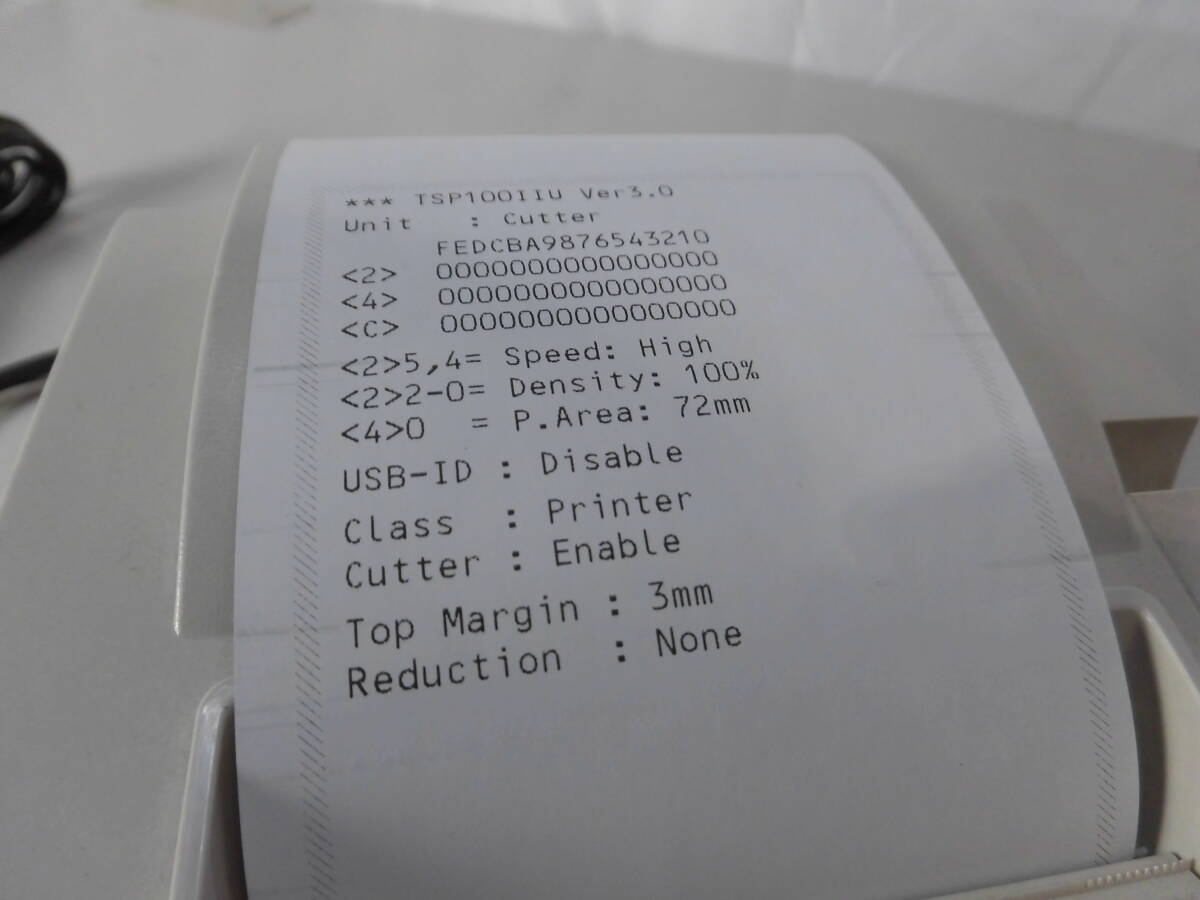 *** TSP100IIU Ver3.0
Unit : Cutter
FEDCBA9876543210
<2> 0000000000000000
<4> 0000000000000000
<C> 0000000000000000
<2>5,4= Speed: High
<2>2-0= Density: 100%
<4>0 = P.Area: 72mm
USB-ID : Disable
Class : Printer
Cutter : Enable
Top Margin : 3mm
Reduction : None